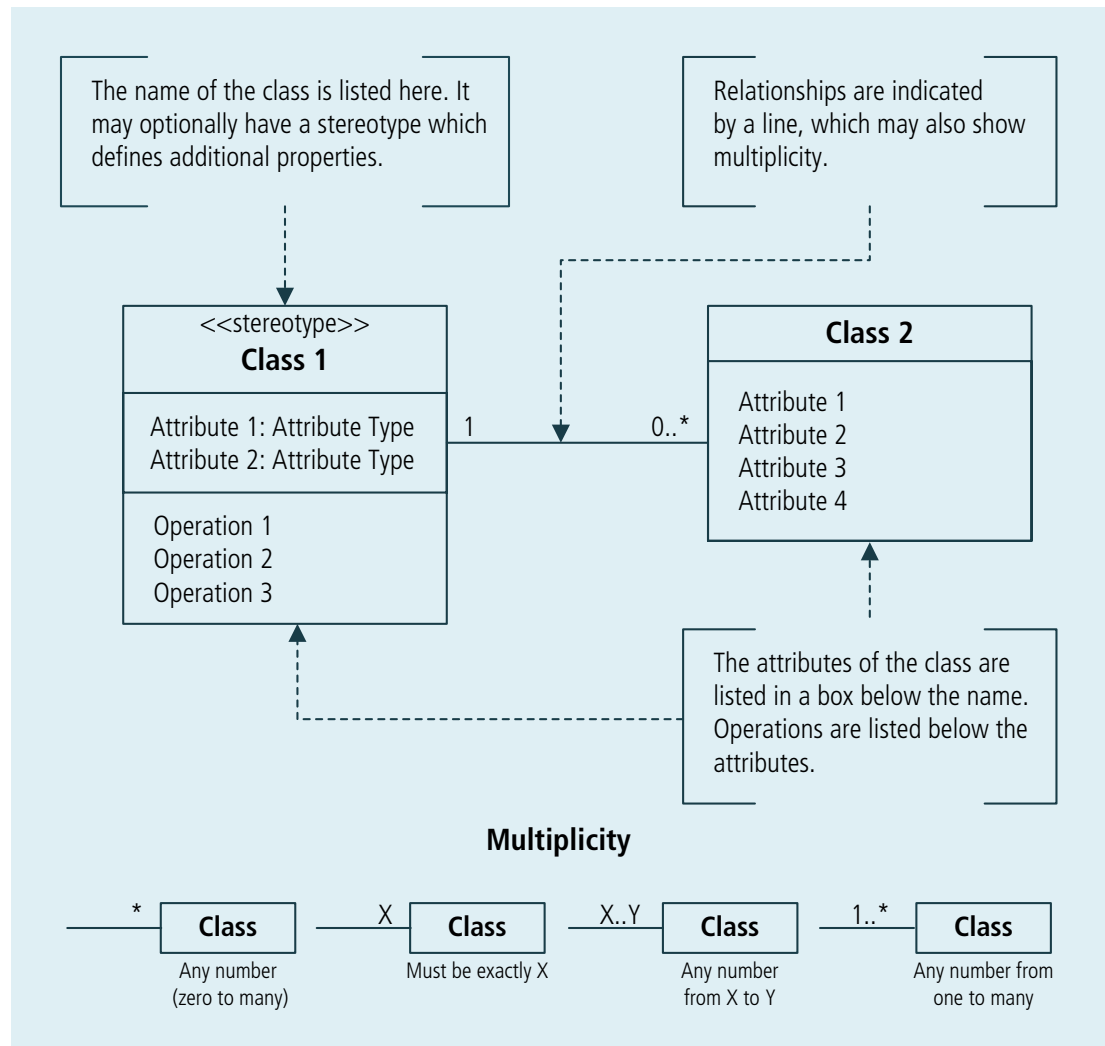 The name of the class is listed here. It
may optionally have a stereotype which
defines additional properties.
Relationships are indicated
by a line, which may also show
multiplicity.
<<stereotype>>
Class 1
Attribute 1: Attribute Type
Attribute 2: Attribute Type
Operation 1
Operation 2
Operation 3
1
0..*
Class 2
Attribute 1
Attribute 2
Attribute 3
Attribute 4
The attributes of the class are
listed in a box below the name.
Operations are listed below the
attributes.
Multiplicity
*
Class
Any number
(zero to many)
X
Class
Must be exactly X
X..Y
Class
Any number
from X to Y
1..*
Class
Any number from
one to many